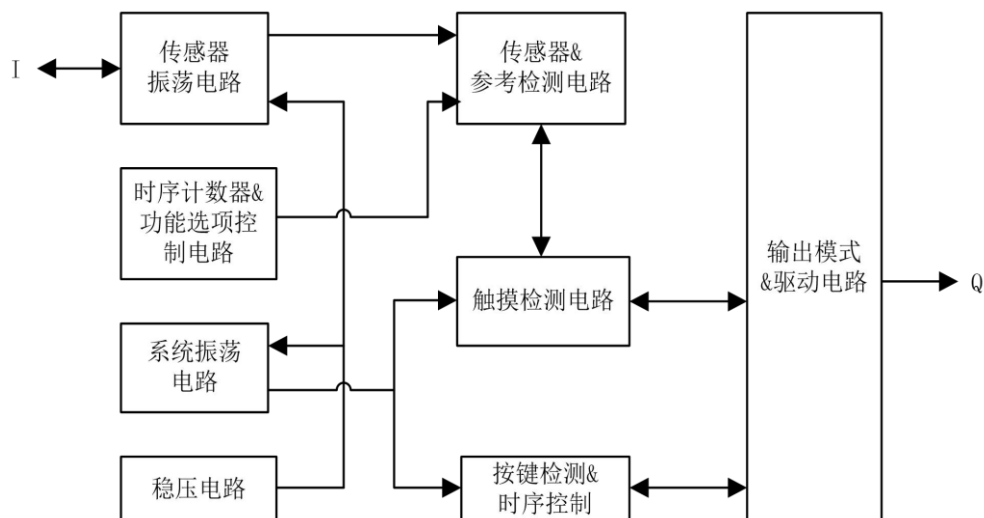 I
传感器
振荡电路
传感器&
参考检测电路
时序计数器&
功能选项控
制电路
触摸检测电路
输出模式
&驱动电路
Q
系统振荡
电路
稳压电路
按键检测&
时序控制